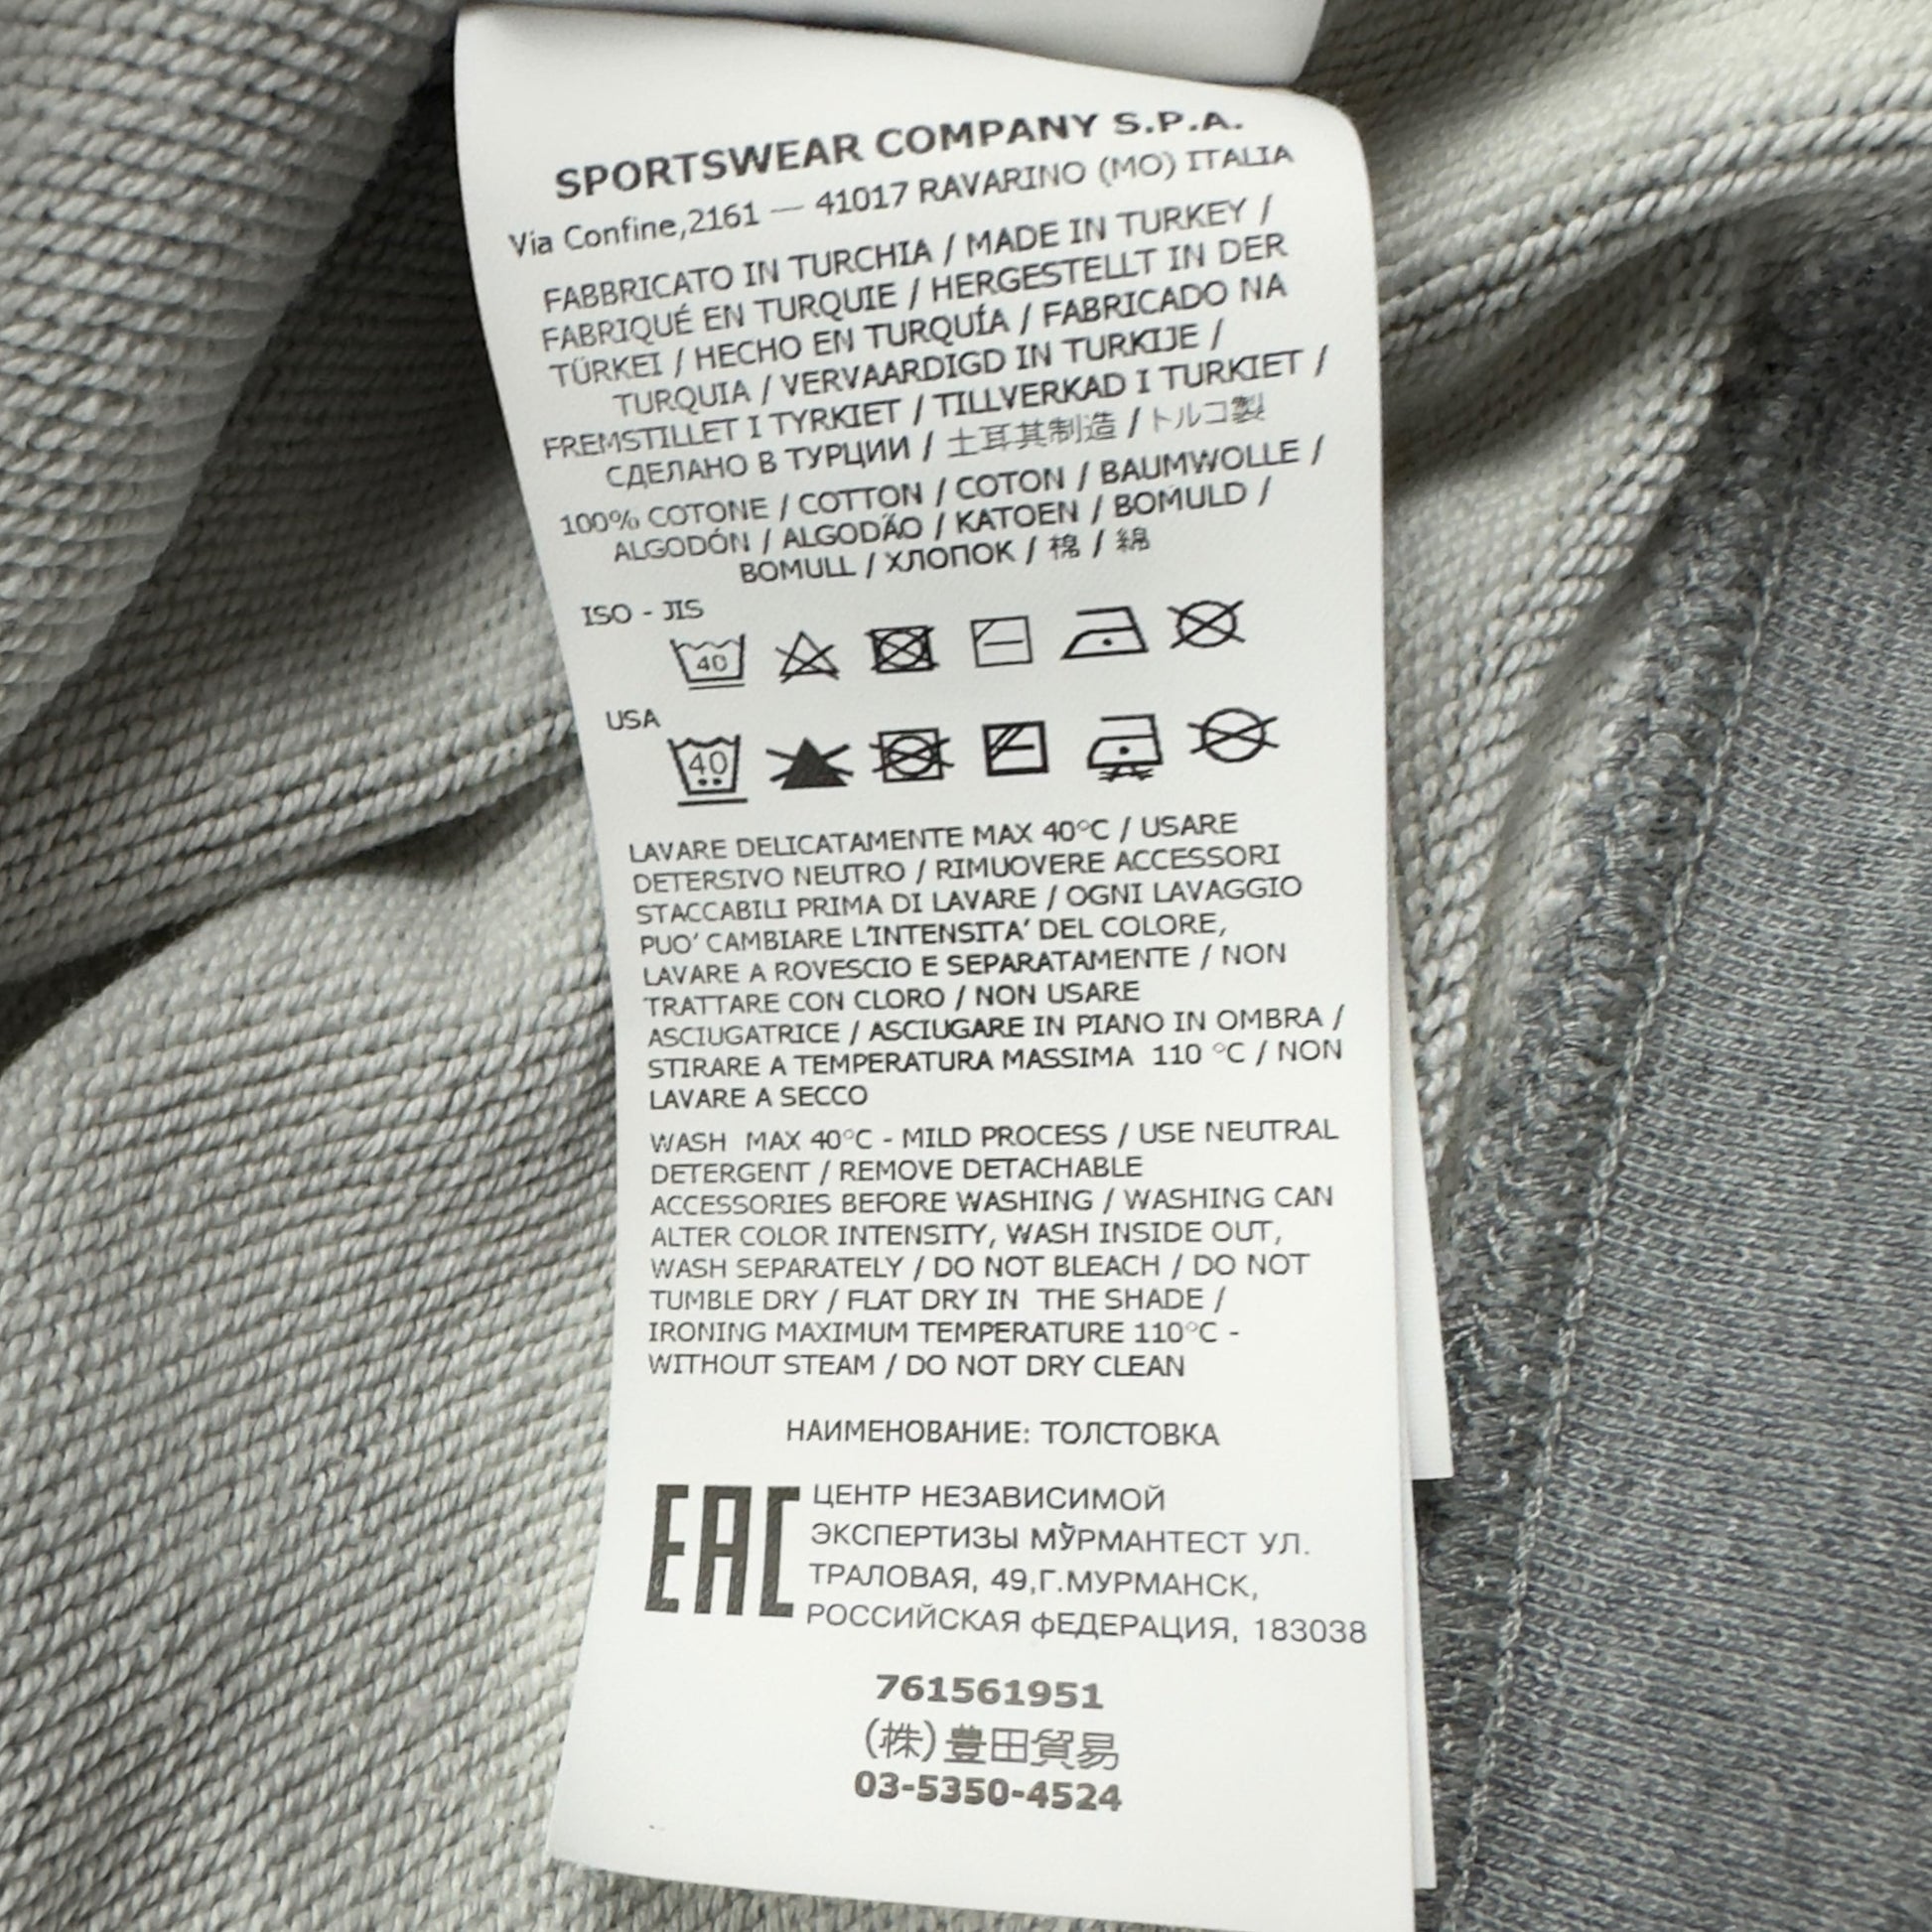 SPORTSWEAR COMPANY S.P.A.
Via Confine,2161 — 41017 RAVARINO (MO) ITALIA
FABBRICATO IN TURCHIA / MADE IN TURKEY /
FABRIQUÉ EN TURQUIE / HERGESTELLT IN DER
TÜRKEI / HECHO EN TURQUÍA / FABRICADO NA
TURQUIA / VERVAARDIGD IN TURKIJE /
FREMSTILLET I TYRKIET / TILLVERKAD I TURKIET /
СДЕЛАНО В ТУРЦИИ / 土耳其制造 / トルコ製
100% COTONE / COTTON / COTON / BAUMWOLLE /
ALGODÓN / ALGODÃO / KATOEN / BOMULD /
BOMULL / ХЛОПОК / 棉 / 綿
ISO - JIS
40
USA
40
LAVARE DELICATAMENTE MAX 40°C / USARE
DETERSIVO NEUTRO / RIMUOVERE ACCESSORI
STACCABILI PRIMA DI LAVARE / OGNI LAVAGGIO
PUO' CAMBIARE L'INTENSITA' DEL COLORE,
LAVARE A ROVESCIO E SEPARATAMENTE / NON
TRATTARE CON CLORO / NON USARE
ASCIUGATRICE / ASCIUGARE IN PIANO IN OMBRA /
STIRARE A TEMPERATURA MASSIMA 110 °C / NON
LAVARE A SECCO
WASH MAX 40°C - MILD PROCESS / USE NEUTRAL
DETERGENT / REMOVE DETACHABLE
ACCESSORIES BEFORE WASHING / WASHING CAN
ALTER COLOR INTENSITY, WASH INSIDE OUT,
WASH SEPARATELY / DO NOT BLEACH / DO NOT
TUMBLE DRY / FLAT DRY IN THE SHADE /
IRONING MAXIMUM TEMPERATURE 110°C -
WITHOUT STEAM / DO NOT DRY CLEAN
НАИМЕНОВАНИЕ: ТОЛСТОВКА
EAC
ЦЕНТР НЕЗАВИСИМОЙ
ЭКСПЕРТИЗЫ МЎРМАНТЕСТ УЛ.
ТРАЛОВАЯ, 49,Г.МУРМАНСК,
РОССИЙСКАЯ фЕДЕРАЦИЯ, 183038
761561951
(株)豊田貿易
03-5350-4524